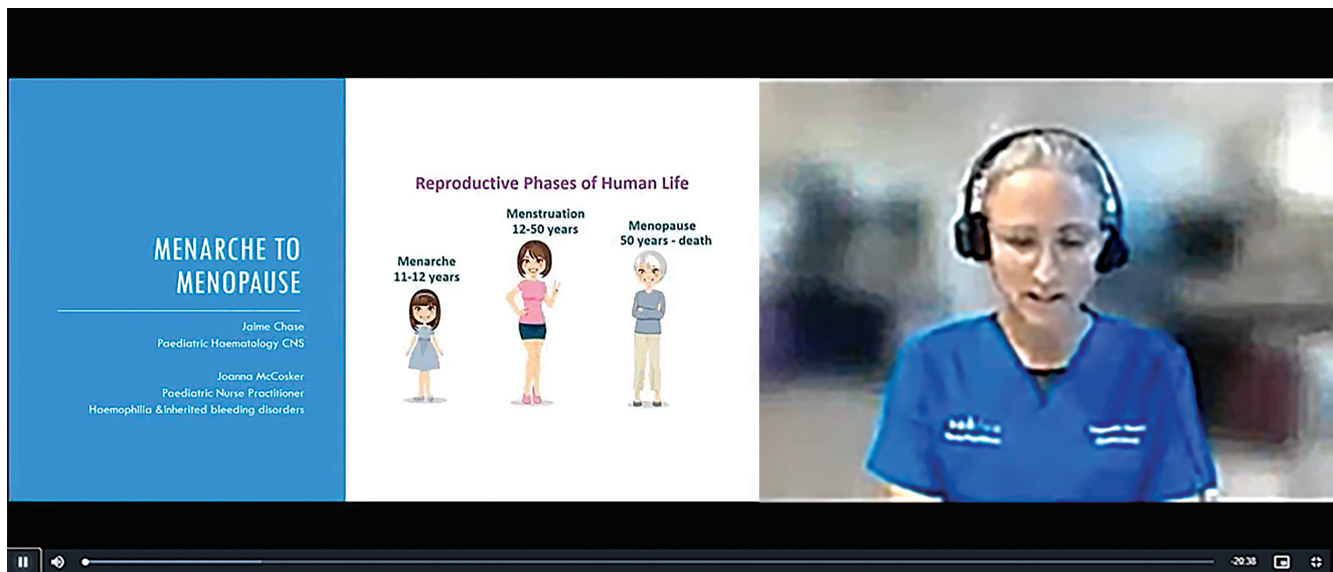 MENARCHE TO
MENOPAUSE
Jaime Chase
Paediatric Haematology CNS
Joanna McCosker
Paediatric Nurse Practitioner
Haemophilia &inherited bleeding disorders
Reproductive Phases of Human Life
Menarche
11-12 years
Menstruation
12-50 years
Menopause
50 years - death
-20:38